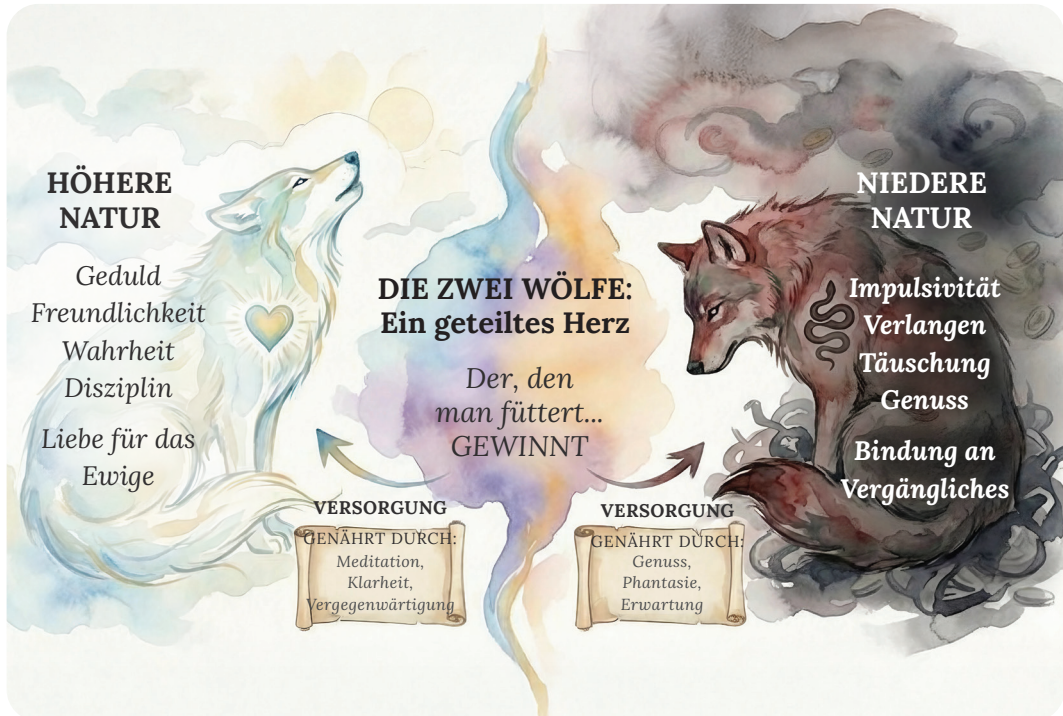 HÖHERE
NATUR
Geduld
Freundlichkeit
Wahrheit
Disziplin
Liebe für das
Ewige
DIE ZWEI WÖLFE:
Ein geteiltes Herz
Der, den
man füttert...
GEWINNT
VERSORGUNG
GENÄHRT DURCH:
Meditation,
Klarheit,
Vergegenwärtigung
VERSORGUNG
GENÄHRT DURCH:
Genuss,
Phantasie,
Erwartung
NIEDERE
NATUR
Impulsivität
Verlangen
Täuschung
Genuss
Bindung an
Vergängliches